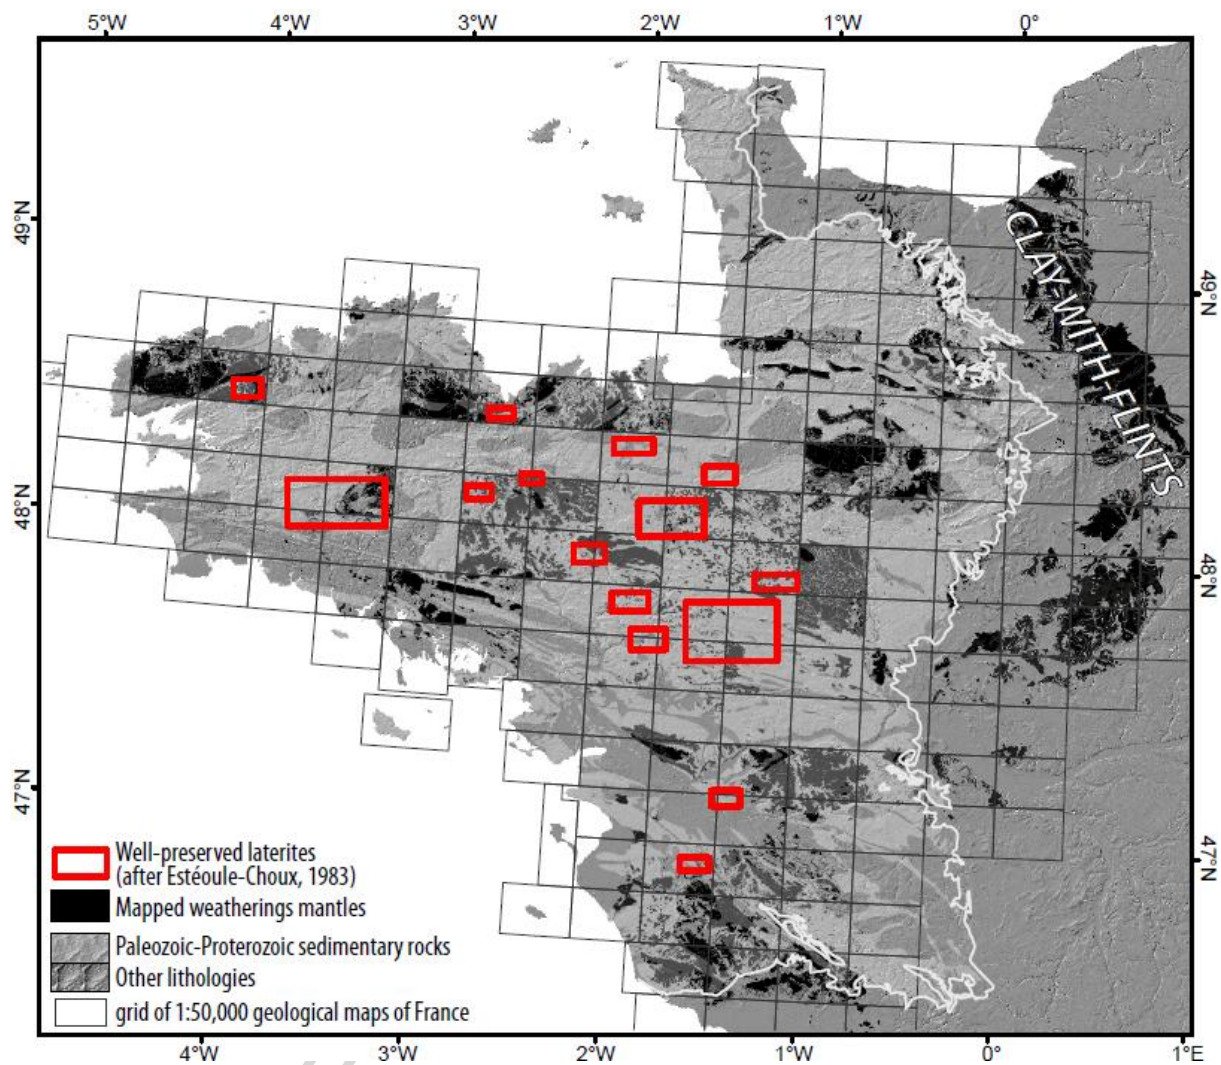 5°W 4°W 3°W 2°W 1°W 0°
49°N
48°N
47°N
49°N
48°N
47°N
CLAY-WITH-FLINTS
Well-preserved laterites
(after Estéoule-Choux, 1983)
Mapped weatherings mantles
Paleozoic-Proterozoic sedimentary rocks
Other lithologies
grid of 1:50,000 geological maps of France
4°W 3°W 2°W 1°W 0° 1°E